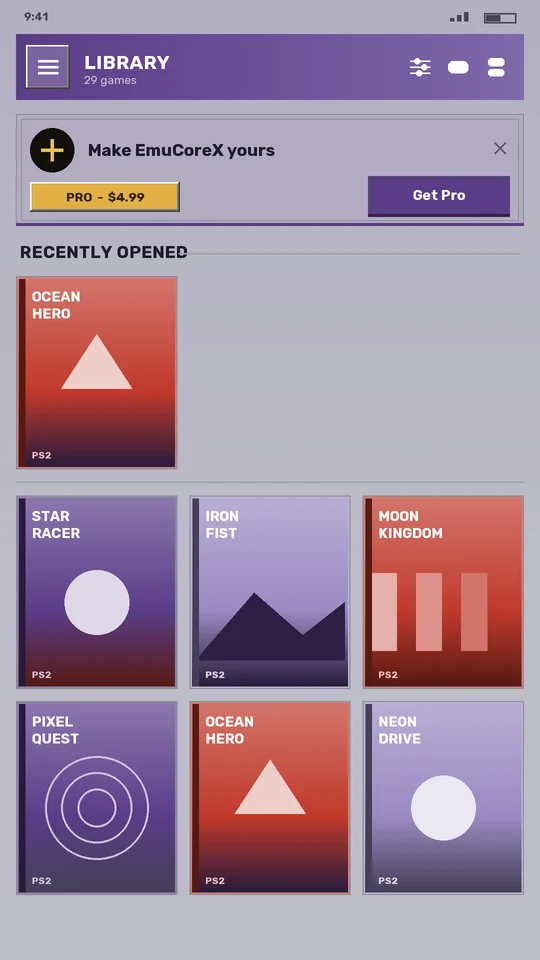 9:41
LIBRARY
29 games
Make EmuCoreX yours
PRO - $4.99
Get Pro
RECENTLY OPENED
OCEAN
HERO
PS2
STAR
RACER
PS2
IRON
FIST
PS2
MOON
KINGDOM
PS2
PIXEL
QUEST
PS2
OCEAN
HERO
PS2
NEON
DRIVE
PS2